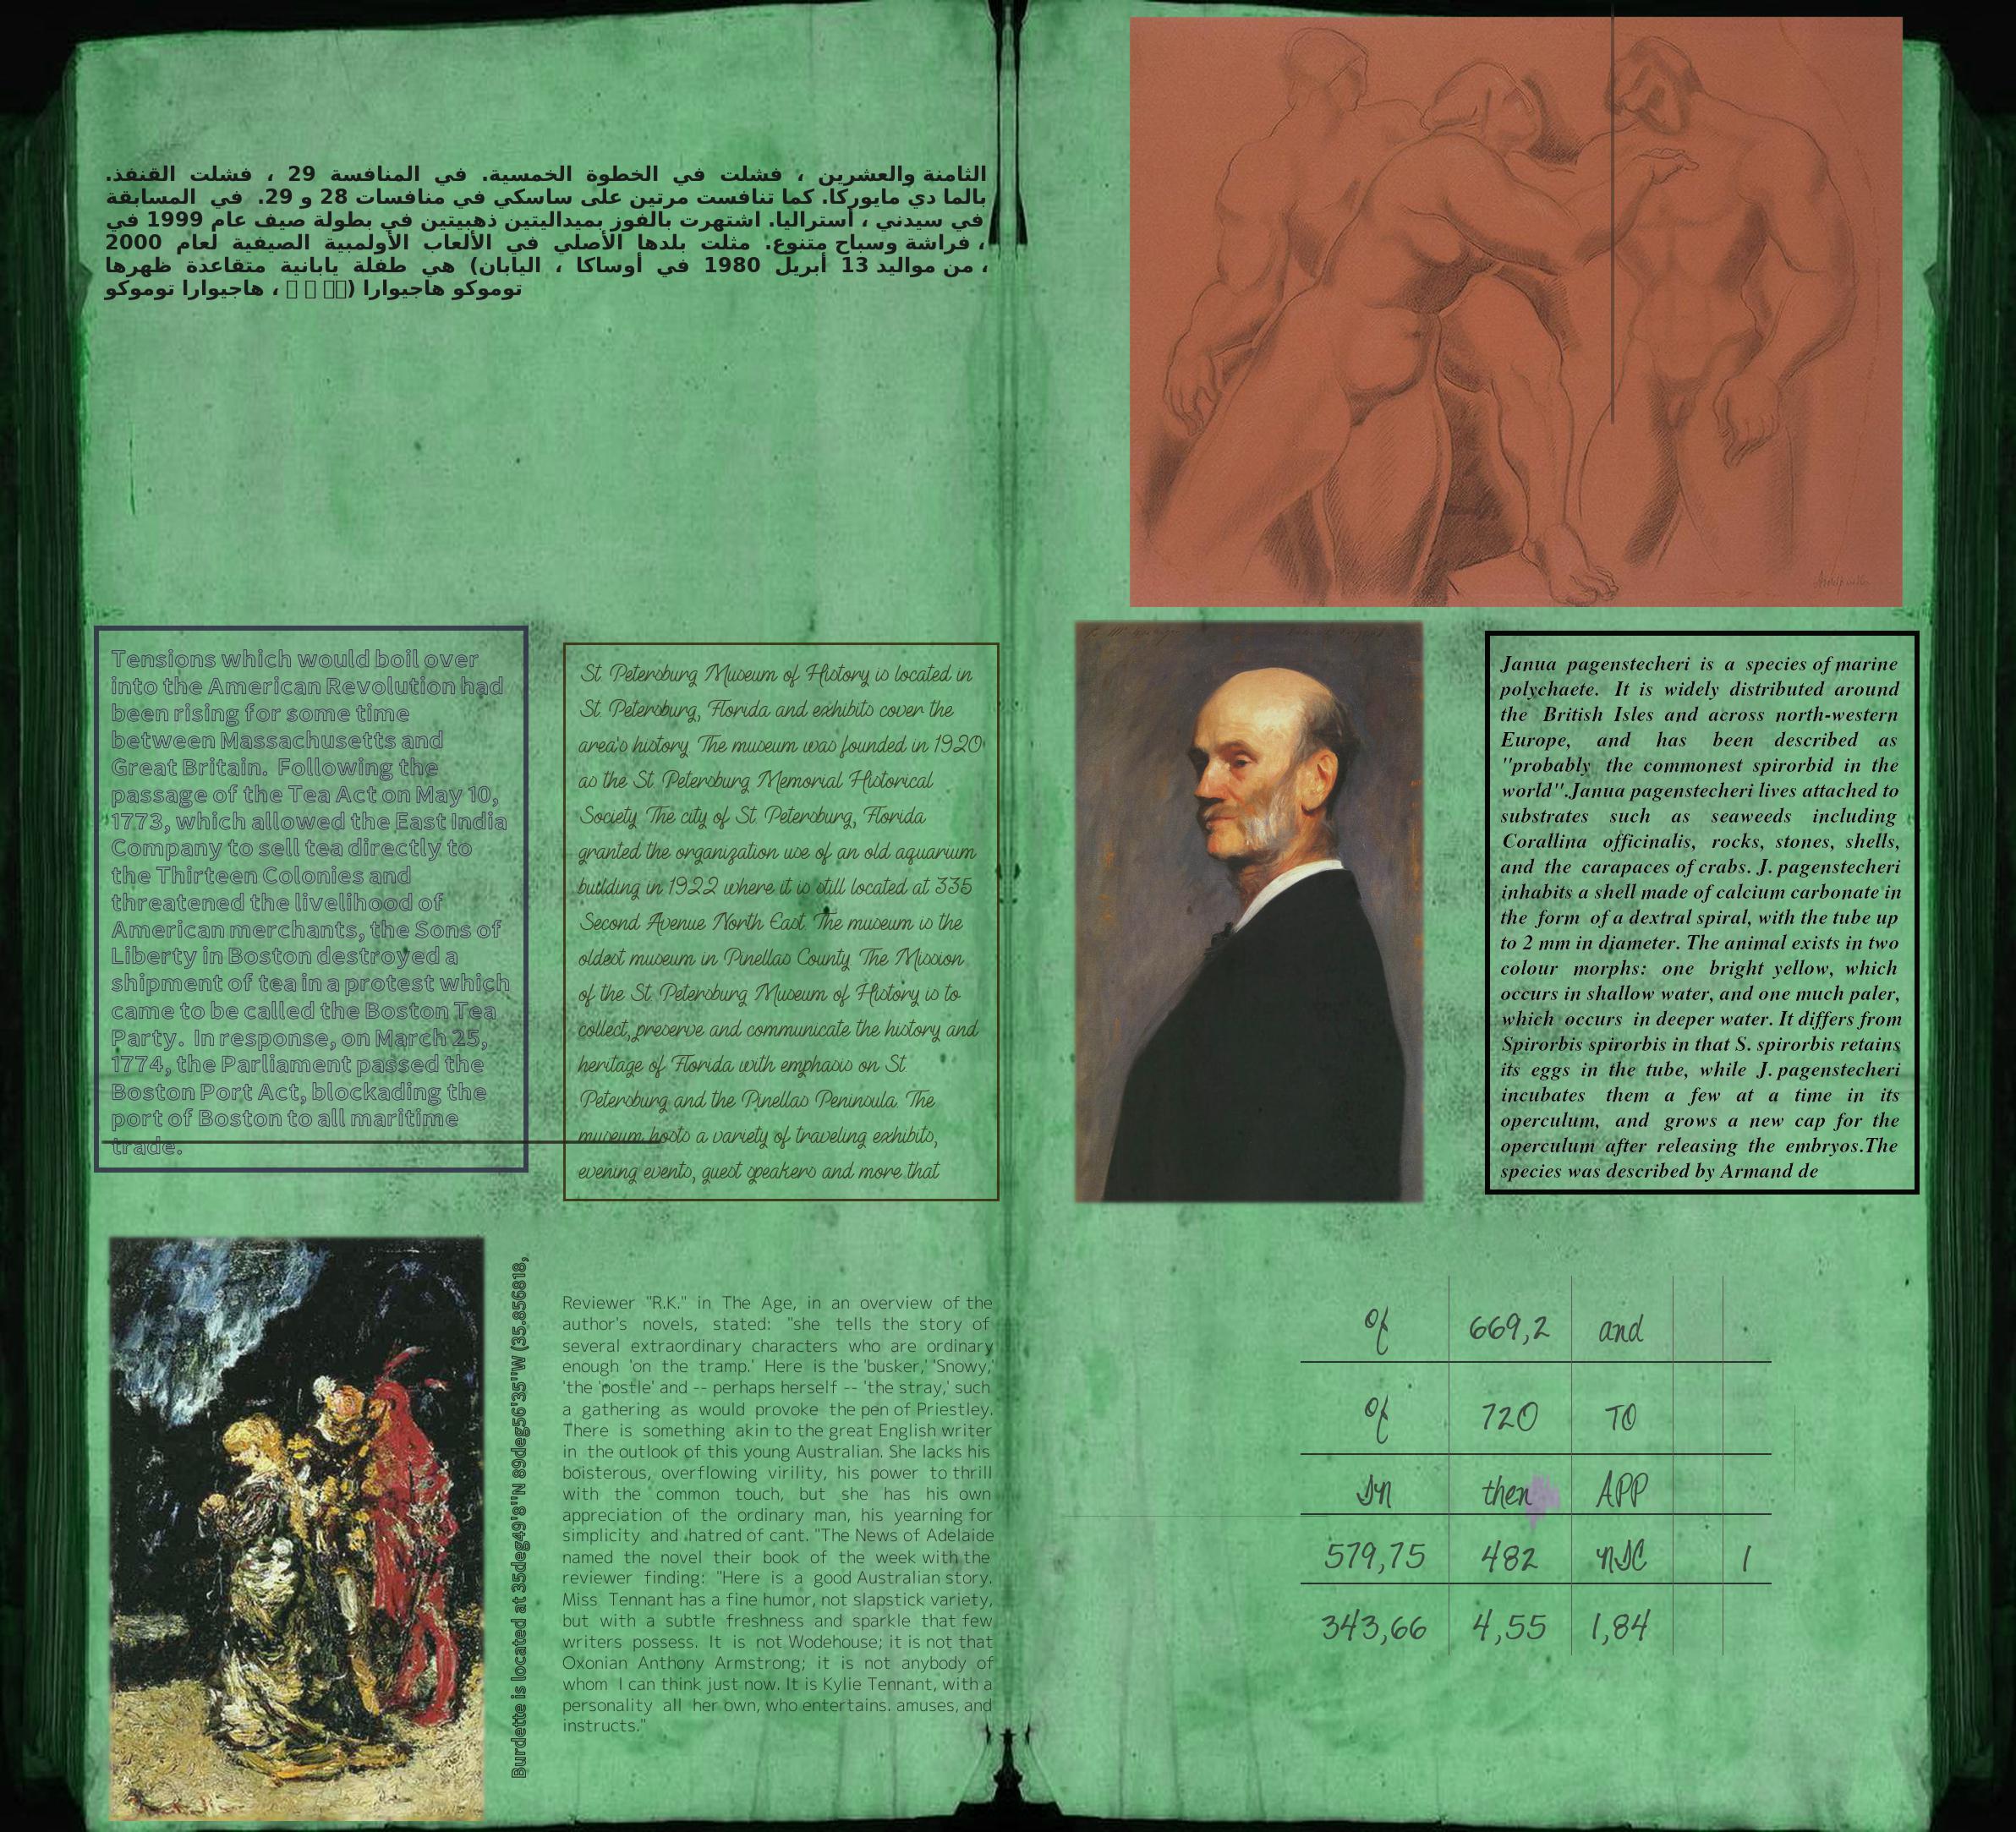 الثامنة والعشرين ، فشلت في الخطوة الخمسية. في المنافسة 29 ، فشلت القنفذ.
بالما دي مايوركا. كما تنافست مرتين على ساسكي في منافسات 28 و 29. في المسابقة
في سيدني ، أستراليا. اشتهرت بالفوز بميداليتين ذهبيتين في بطولة صيف عام 1999 في
، فراشة وسباح متنوع. مثلت بلدها الأصلي في الألعاب الأولمبية الصيفية لعام 2000
، من مواليد 13 أبريل 1980 في أوساكا ، اليابان) هي طفلة يابانية متقاعدة ظهرها
توموكو هاجيوارا (، هاجيوارا توموكو
Tensions which would boil over
into the American Revolution had
been rising for some time
between Massachusetts and
Great Britain. Following the
passage of the Tea Act on May 10,
1773, which allowed the East India
Company to sell tea directly to
the Thirteen Colonies and
threatened the livelihood of
American merchants, the Sons of
Liberty in Boston destroyed a
shipment of tea in a protest which
came to be called the Boston Tea
Party. In response, on March 25,
1774, the Parliament passed the
Boston Port Act, blockading the
port of Boston to all maritime
trade.
St. Petersburg Museum of History is located in
St. Petersburg, Florida and exhibits cover the
area's history. The museum was founded in 1920
as the St. Petersburg Memorial Historical
Society. The city of St. Petersburg, Florida
granted the organization use of an old aquarium
building in 1922 where it is still located at 335
Second Avenue North East. The museum is the
oldest museum in Pinellas County. The Mission
of the St. Petersburg Museum of History is to
collect, preserve and communicate the history and
heritage of Florida with emphasis on St.
Petersburg and the Pinellas Peninsula. The
museum hosts a variety of traveling exhibits,
evening events, guest speakers and more that
Janua pagenstecheri is a species of marine
polychaete. It is widely distributed around
the British Isles and across north-western
Europe, and has been described as
"probably the commonest spirorbid in the
world".Janua pagenstecheri lives attached to
substrates such as seaweeds including
Corallina officinalis, rocks, stones, shells,
and the carapaces of crabs. J. pagenstecheri
inhabits a shell made of calcium carbonate in
the form of a dextral spiral, with the tube up
to 2 mm in diameter. The animal exists in two
colour morphs: one bright yellow, which
occurs in shallow water, and one much paler,
which occurs in deeper water. It differs from
Spirorbis spirorbis in that S. spirorbis retains
its eggs in the tube, while J. pagenstecheri
incubates them a few at a time in its
operculum, and grows a new cap for the
operculum after releasing the embryos.The
species was described by Armand de
Burdette is located at 35deg49'8"N 89deg56'35"W (35.856818,
Reviewer "R.K." in The Age, in an overview of the
author's novels, stated: "she tells the story of
several extraordinary characters who are ordinary
enough 'on the tramp.' Here is the 'busker,' 'Snowy,'
'the 'postle' and -- perhaps herself -- 'the stray,' such
a gathering as would provoke the pen of Priestley.
There is something akin to the great English writer
in the outlook of this young Australian. She lacks his
boisterous, overflowing virility, his power to thrill
with the common touch, but she has his own
appreciation of the ordinary man, his yearning for
simplicity and hatred of cant. "The News of Adelaide
named the novel their book of the week with the
reviewer finding: "Here is a good Australian story.
Miss Tennant has a fine humor, not slapstick variety,
but with a subtle freshness and sparkle that few
writers possess. It is not Wodehouse; it is not that
Oxonian Anthony Armstrong; it is not anybody of
whom I can think just now. It is Kylie Tennant, with a
personality all her own, who entertains. amuses, and
instructs."
of 669,2 and
of 720 TO
In then APP
579,75 482 NIC 1
343,66 4,55 1,84